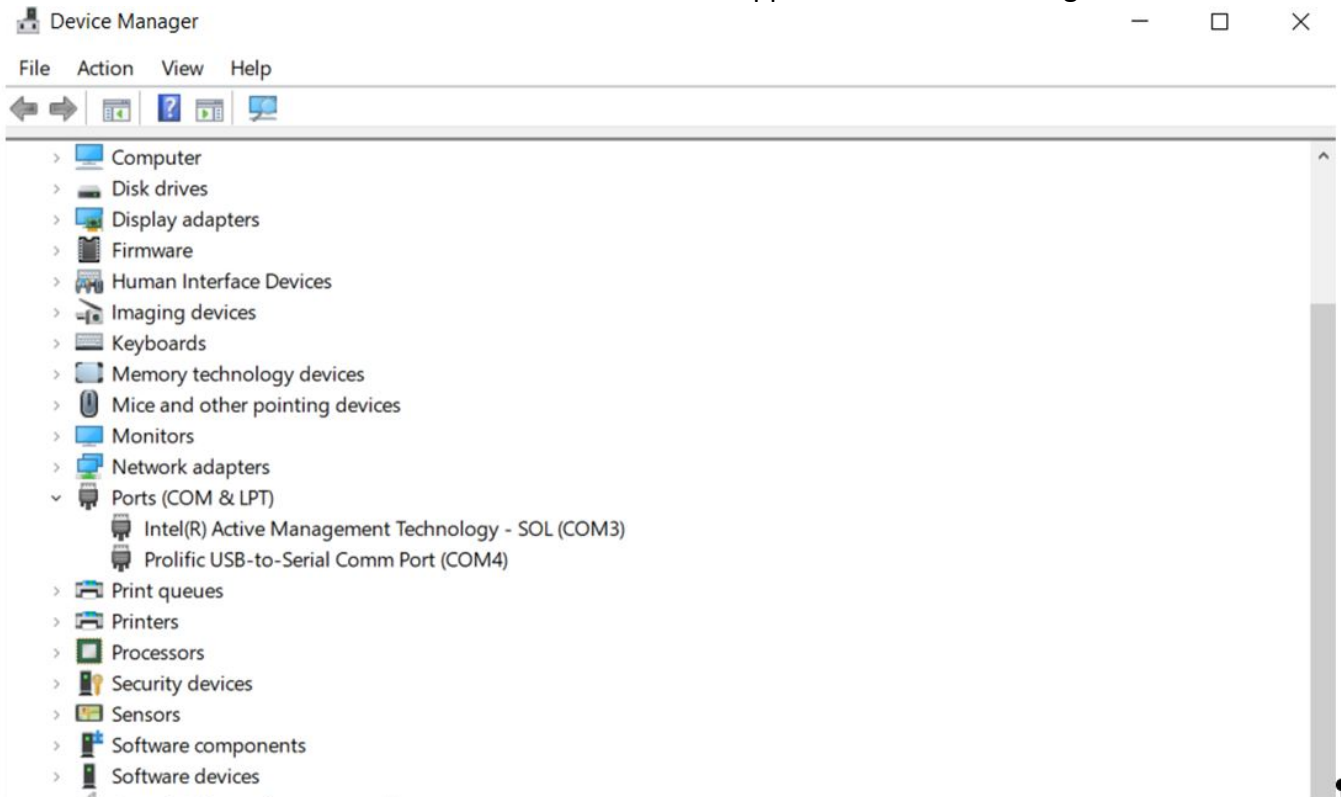 Device Manager
File Action View Help
Computer
Disk drives
Display adapters
Firmware
Human Interface Devices
Imaging devices
Keyboards
Memory technology devices
Mice and other pointing devices
Monitors
Network adapters
Ports (COM & LPT)
Intel(R) Active Management Technology - SOL (COM3)
Prolific USB-to-Serial Comm Port (COM4)
Print queues
Printers
Processors
Security devices
Sensors
Software components
Software devices